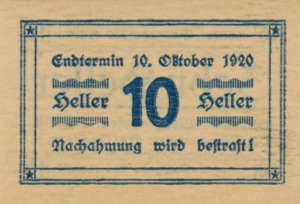 Endtermin 10. Oktober 1920
Heller 10 Heller
Nachahmung wird bestraft!